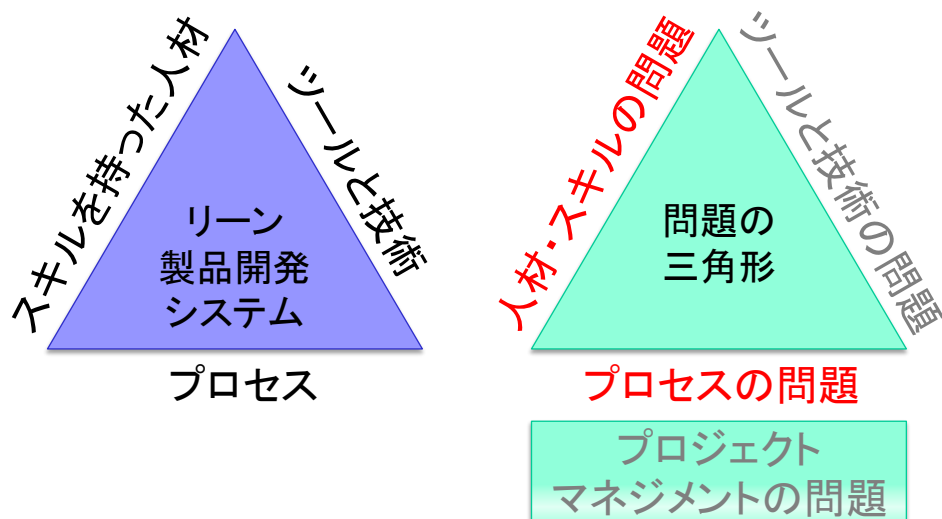 スキルを持った人材
ツールと技術
リーン
製品開発
システム
プロセス
人材・スキルの問題
ツールと技術の問題
問題の
三角形
プロセスの問題
プロジェクト
マネジメントの問題